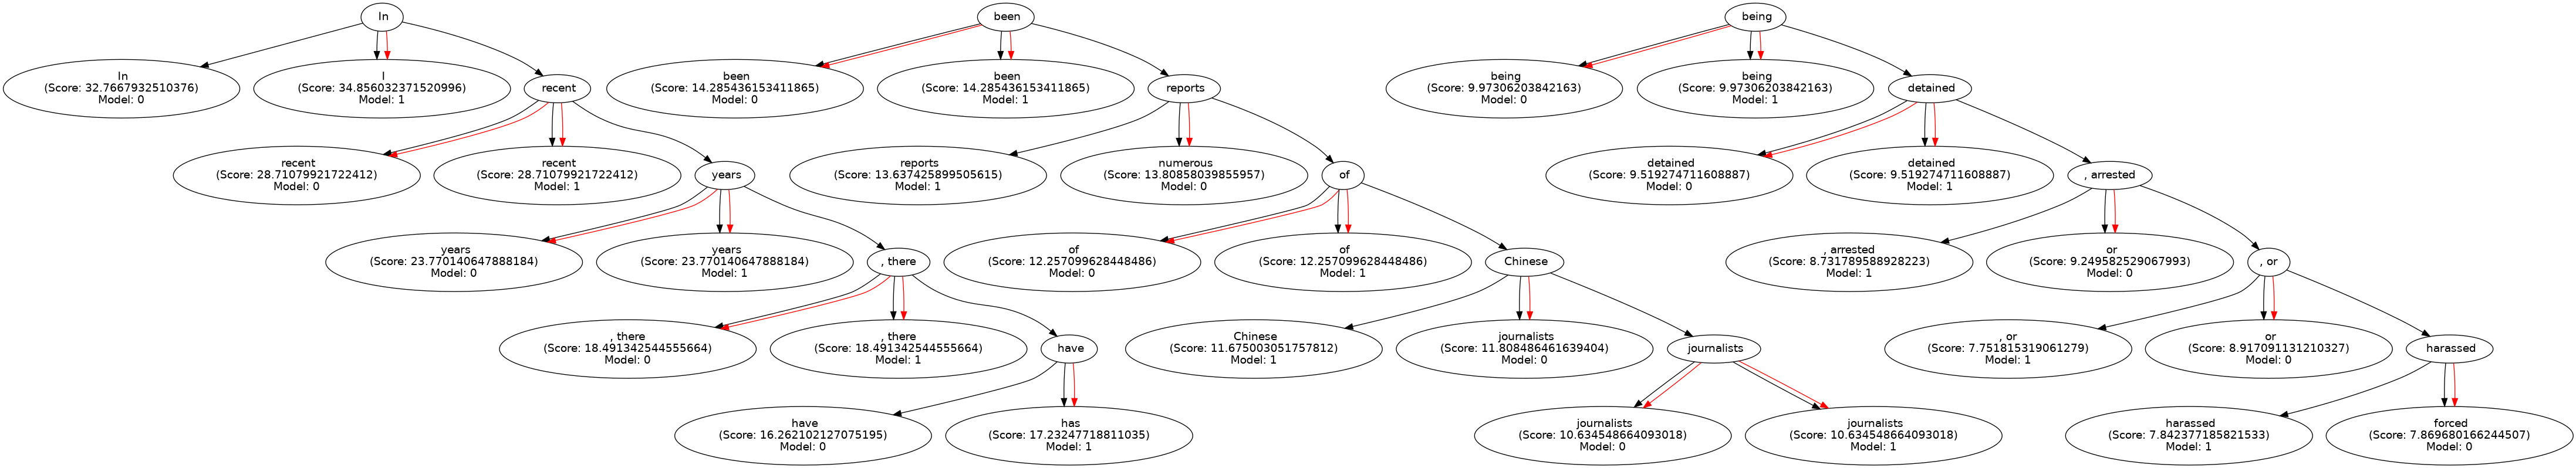 In
been
being
In
(Score: 32.7667932510376)
Model: 0
I
(Score: 34.856032371520996)
Model: 1
recent
been
(Score: 14.285436153411865)
Model: 0
been
(Score: 14.285436153411865)
Model: 1
reports
being
(Score: 9.97306203842163)
Model: 0
being
(Score: 9.97306203842163)
Model: 1
detained
recent
(Score: 28.71079921722412)
Model: 0
recent
(Score: 28.71079921722412)
Model: 1
years
reports
(Score: 13.637425899505615)
Model: 1
numerous
(Score: 13.80858039855957)
Model: 0
of
detained
(Score: 9.519274711608887)
Model: 0
detained
(Score: 9.519274711608887)
Model: 1
, arrested
years
(Score: 23.770140647888184)
Model: 0
years
(Score: 23.770140647888184)
Model: 1
, there
of
(Score: 12.257099628448486)
Model: 0
of
(Score: 12.257099628448486)
Model: 1
Chinese
, arrested
(Score: 8.731789588928223)
Model: 1
or
(Score: 9.249582529067993)
Model: 0
, or
, there
(Score: 18.491342544555664)
Model: 0
, there
(Score: 18.491342544555664)
Model: 1
have
Chinese
(Score: 11.675003051757812)
Model: 1
journalists
(Score: 11.808486461639404)
Model: 0
journalists
, or
(Score: 7.751815319061279)
Model: 1
or
(Score: 8.917091131210327)
Model: 0
harassed
have
(Score: 16.262102127075195)
Model: 0
has
(Score: 17.23247718811035)
Model: 1
journalists
(Score: 10.634548664093018)
Model: 0
journalists
(Score: 10.634548664093018)
Model: 1
harassed
(Score: 7.842377185821533)
Model: 1
forced
(Score: 7.869680166244507)
Model: 0